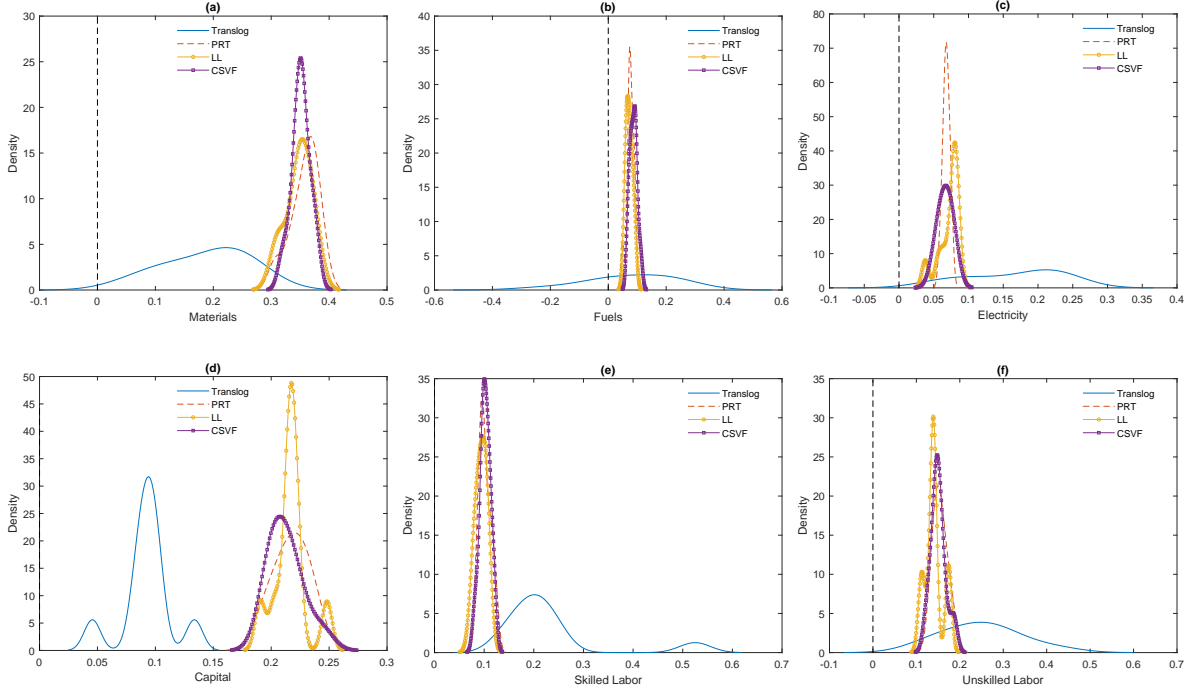 (a)
Translog
PRT
LL
CSVF
30
25
20
15
10
5
0
Density
-0.1 0 0.1 0.2 0.3 0.4 0.5
Materials
(b)
Translog
PRT
LL
CSVF
40
35
30
25
20
15
10
5
0
Density
-0.6 -0.4 -0.2 0 0.2 0.4 0.6
Fuels
(c)
Translog
PRT
LL
CSVF
80
70
60
50
40
30
20
10
0
Density
-0.1 -0.05 0 0.05 0.1 0.15 0.2 0.25 0.3 0.35 0.4
Electricity
(d)
Translog
PRT
LL
CSVF
50
45
40
35
30
25
20
15
10
5
0
Density
0 0.05 0.1 0.15 0.2 0.25 0.3
Capital
(e)
Translog
PRT
LL
CSVF
35
30
25
20
15
10
5
0
Density
0 0.1 0.2 0.3 0.4 0.5 0.6 0.7
Skilled Labor
(f)
Translog
PRT
LL
CSVF
35
30
25
20
15
10
5
0
Density
-0.1 0 0.1 0.2 0.3 0.4 0.5 0.6 0.7
Unskilled Labor